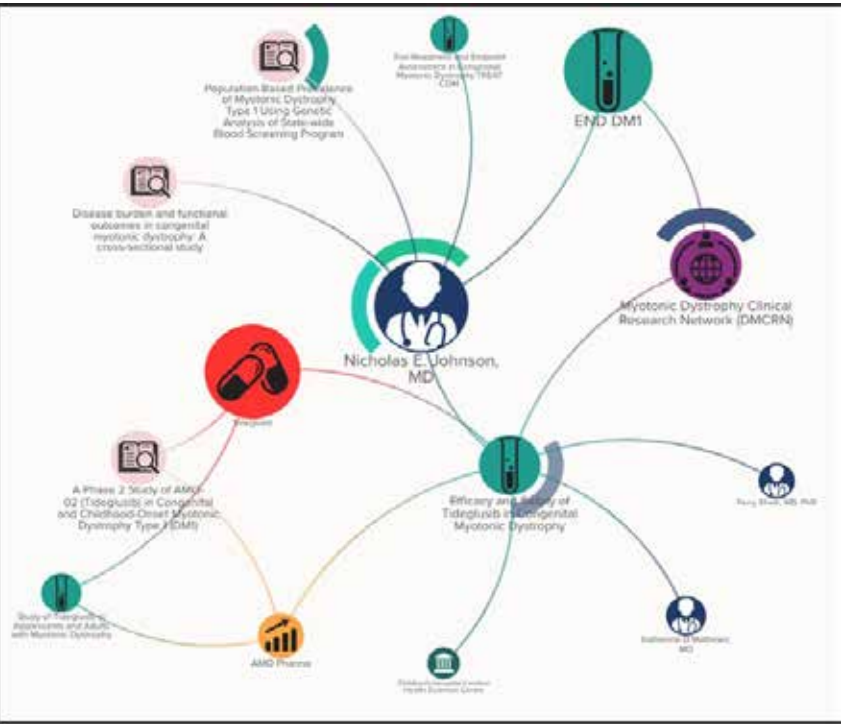 Population Based Prevalence
of Myotonic Dystrophy
Type 1 Using Genetic
Analysis of State-wide
Blood Screening Program
End DM1
Disease burden and functional
outcomes in congenital
myotonic dystrophy: A
cross-sectional study
Myotonic Dystrophy Clinical
Research Network (DMCRN)
Nicholas E. Johnson,
MD
Tideglusib
A Phase 2 Study of AMO-
02 (Tideglusib) in Congenital
and Childhood-Onset Myotonic
Dystrophy Type 1 (DM1)
Efficacy and Safety of
Tideglusib in Congenital
Myotonic Dystrophy
Study of Tideglusib in
Adolescents and Adults
with Myotonic Dystrophy
MD
AMO Pharma